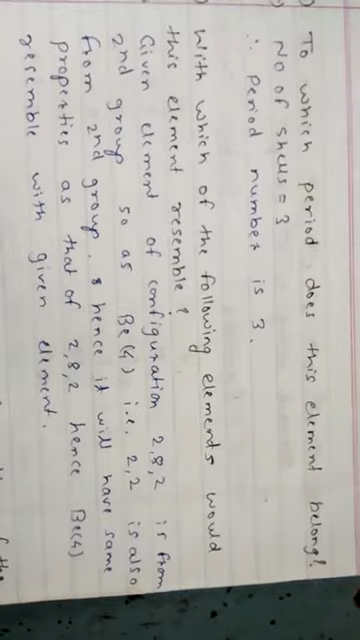 To which period does this element belong?
No of shells = 3
∴ period number is 3.
With which of the following elements would
this element resemble?
Given element of configuration 2,8,2 is from
2nd group so as Be(4) i.e. 2,2 is also
from 2nd group. & hence it will have same
properties as that of 2,8,2 hence Be(4)
resemble with given element.